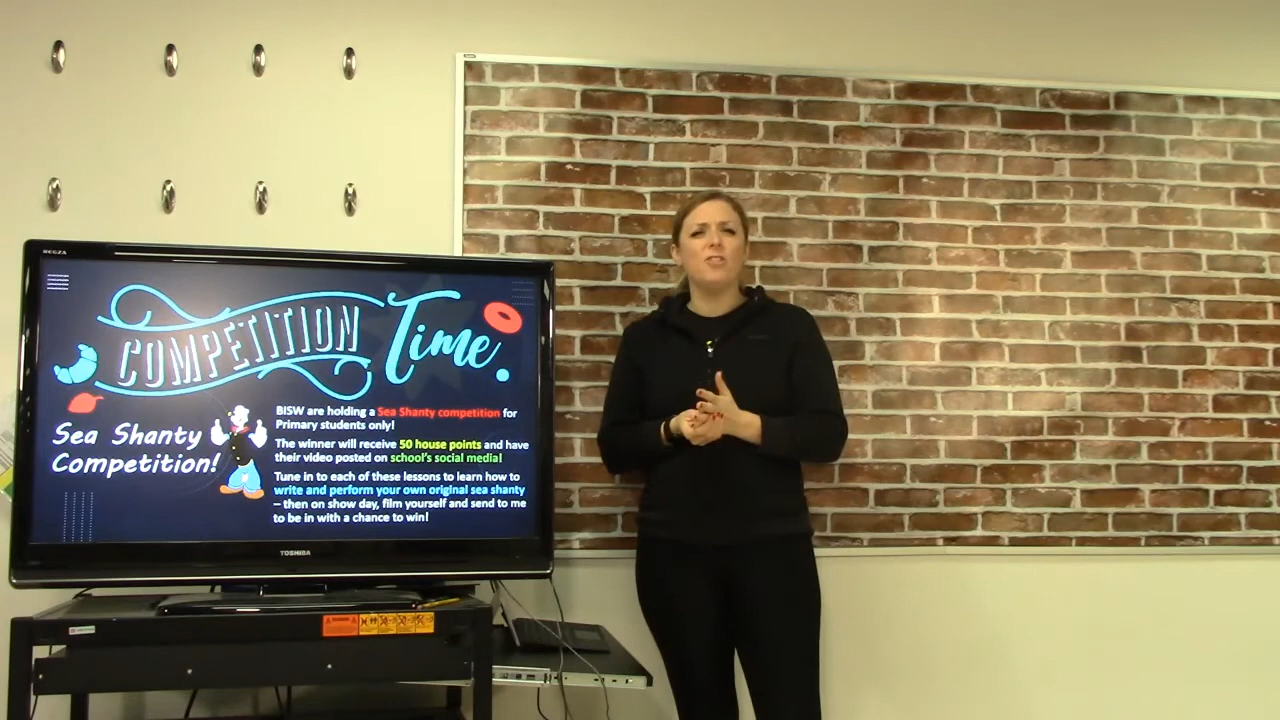 REGZA
COMPETITION Time
Sea Shanty
Competition!
BISW are holding a Sea Shanty competition for
Primary students only!
The winner will receive 50 house points and have
their video posted on school's social media!
Tune in to each of these lessons to learn how to
write and perform your own original sea shanty
– then on show day, film yourself and send to me
to be in with a chance to win!
TOSHIBA